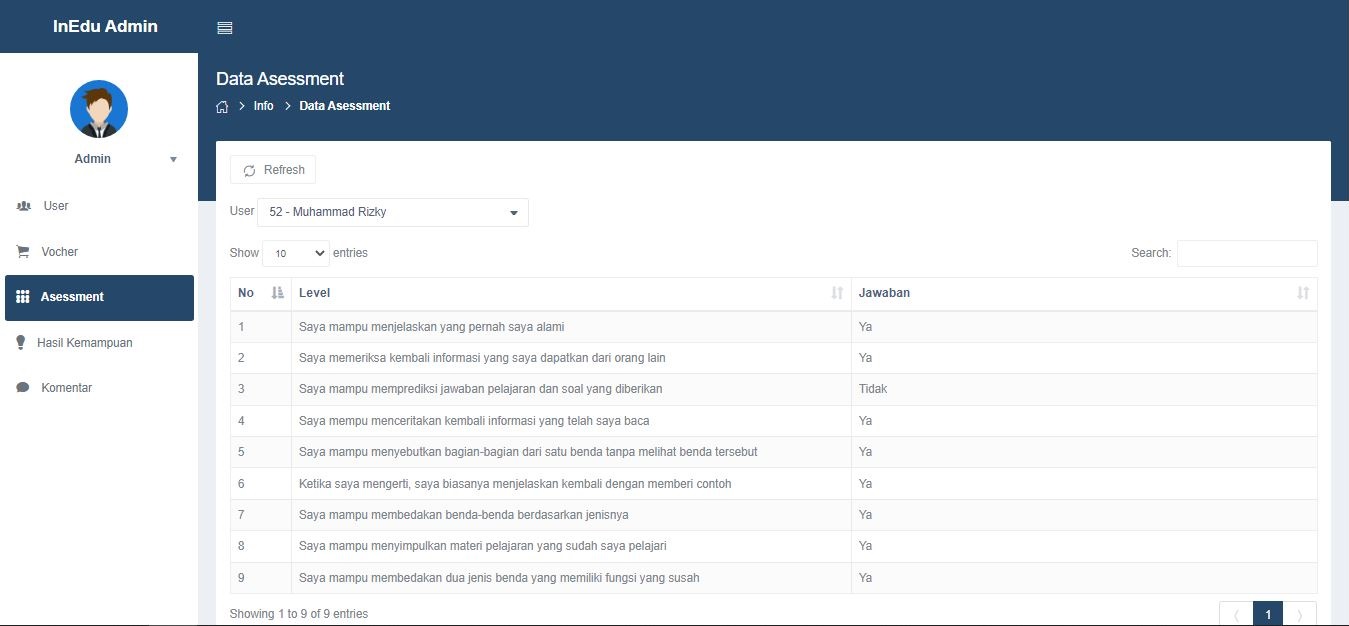 InEdu Admin
Data Asessment
Info Data Asessment
Admin
User
Vocher
Asessment
Hasil Kemampuan
Komentar
Refresh
User 52 - Muhammad Rizky
Show 10 entries Search:
No Level Jawaban
1 Saya mampu menjelaskan yang pernah saya alami Ya
2 Saya memeriksa kembali informasi yang saya dapatkan dari orang lain Ya
3 Saya mampu memprediksi jawaban pelajaran dan soal yang diberikan Tidak
4 Saya mempu menceritakan kembali informasi yang telah saya baca Ya
5 Saya mampu menyebutkan bagian-bagian dari satu benda tanpa melihat benda tersebut Ya
6 Ketika saya mengerti, saya biasanya menjelaskan kembali dengan memberi contoh Ya
7 Saya mampu membedakan benda-benda berdasarkan jenisnya Ya
8 Saya mampu menyimpulkan materi pelajaran yang sudah saya pelajari Ya
9 Saya mampu membedakan dua jenis benda yang memiliki fungsi yang susah Ya
Showing 1 to 9 of 9 entries 1